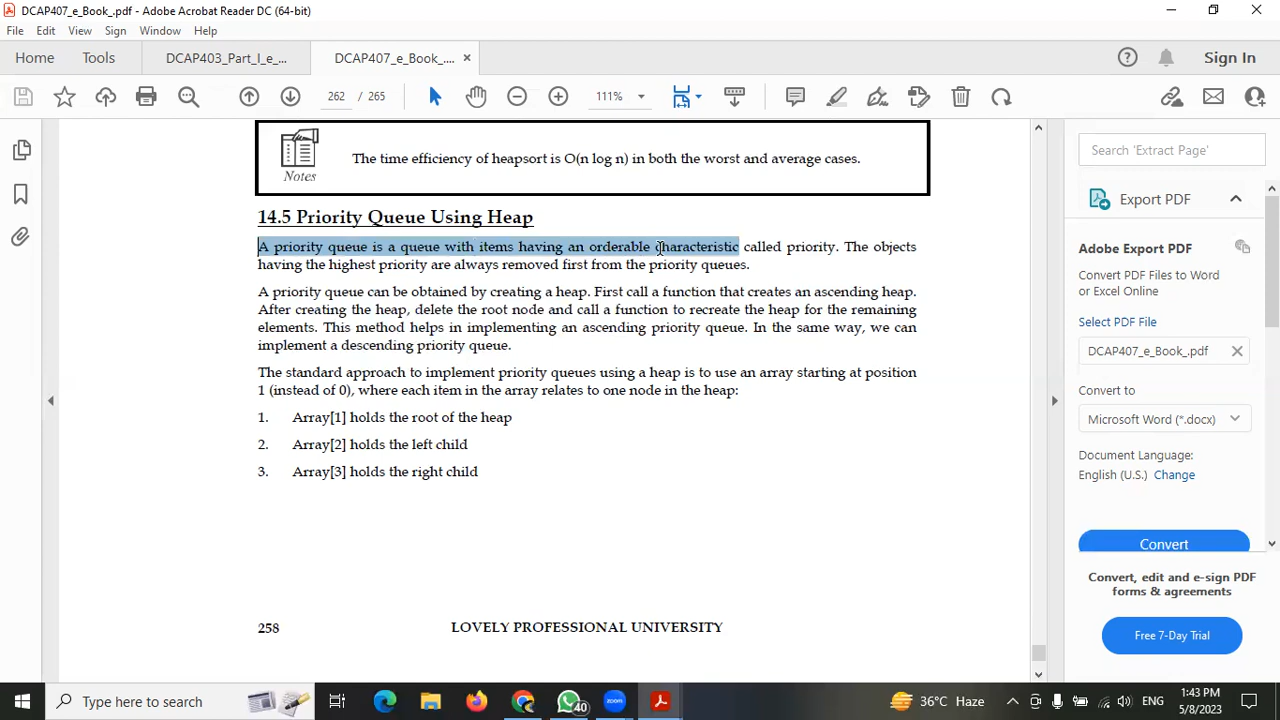 DCAP407_e_Book_.pdf - Adobe Acrobat Reader DC (64-bit)
File Edit View Sign Window Help
Home Tools DCAP403_Part_I_e_... DCAP407_e_Book_.... ×
Sign In
262 / 265 111%
The time efficiency of heapsort is O(n log n) in both the worst and average cases.
Notes
14.5 Priority Queue Using Heap
A priority queue is a queue with items having an orderable characteristic called priority. The objects
having the highest priority are always removed first from the priority queues.
A priority queue can be obtained by creating a heap. First call a function that creates an ascending heap.
After creating the heap, delete the root node and call a function to recreate the heap for the remaining
elements. This method helps in implementing an ascending priority queue. In the same way, we can
implement a descending priority queue.
The standard approach to implement priority queues using a heap is to use an array starting at position
1 (instead of 0), where each item in the array relates to one node in the heap:
1. Array[1] holds the root of the heap
2. Array[2] holds the left child
3. Array[3] holds the right child
258 LOVELY PROFESSIONAL UNIVERSITY
Search 'Extract Page'
Export PDF
Adobe Export PDF
Convert PDF Files to Word
or Excel Online
Select PDF File
DCAP407_e_Book_.pdf
Convert to
Microsoft Word (*.docx)
Document Language:
English (U.S.) Change
Convert
Convert, edit and e-sign PDF
forms & agreements
Free 7-Day Trial
Type here to search
40
zoom
36°C Haze
ENG
1:43 PM
5/8/2023